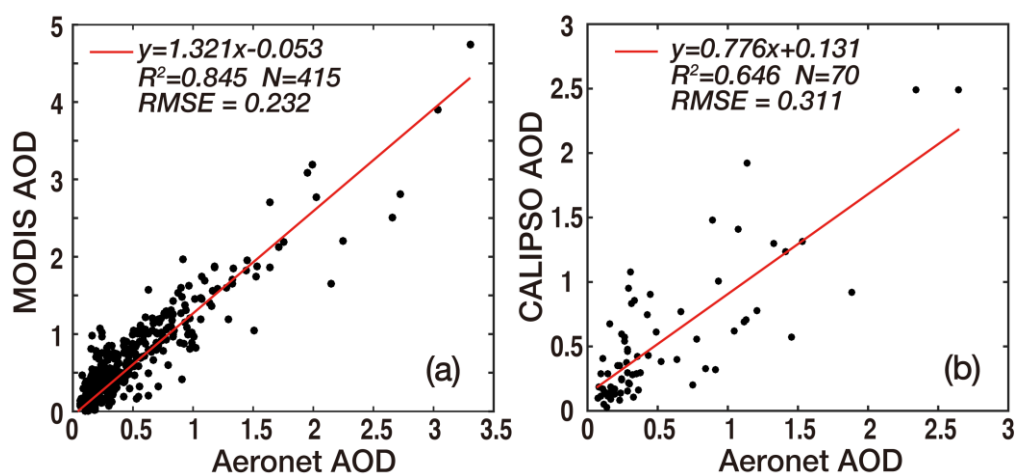 y=1.321x-0.053
R²=0.845 N=415
RMSE = 0.232
5
4
3
2
1
0
MODIS AOD
(a)
0 0.5 1 1.5 2 2.5 3 3.5
Aeronet AOD
y=0.776x+0.131
R²=0.646 N=70
RMSE = 0.311
3
2.5
2
1.5
1
0.5
0
CALIPSO AOD
(b)
0 0.5 1 1.5 2 2.5 3
Aeronet AOD